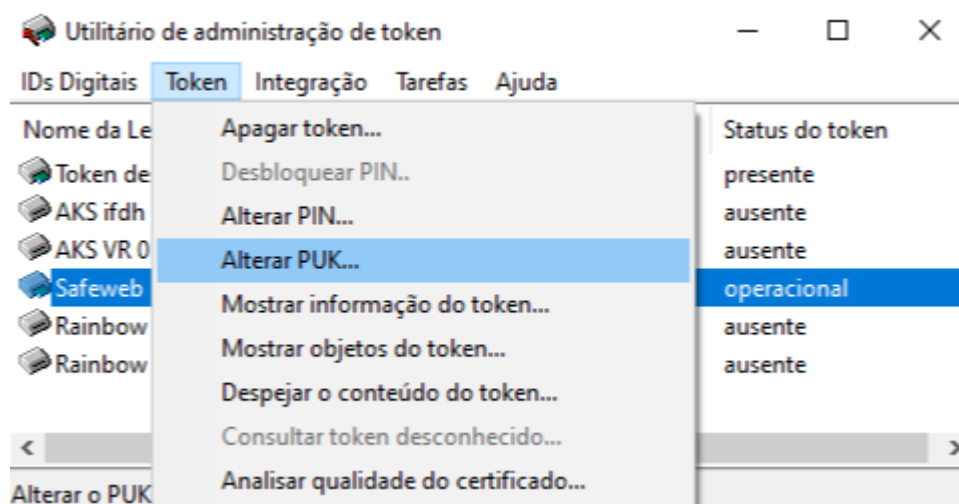 Utilitário de administração de token
IDs Digitais Token Integração Tarefas Ajuda
Nome da Le
Status do token
Token de
presente
AKS ifdh
ausente
AKS VR 0
ausente
Safeweb
operacional
Rainbow
ausente
Rainbow
ausente
Apagar token...
Desbloquear PIN..
Alterar PIN...
Alterar PUK...
Mostrar informação do token...
Mostrar objetos do token...
Despejar o conteúdo do token...
Consultar token desconhecido...
Analisar qualidade do certificado...
Alterar o PUK